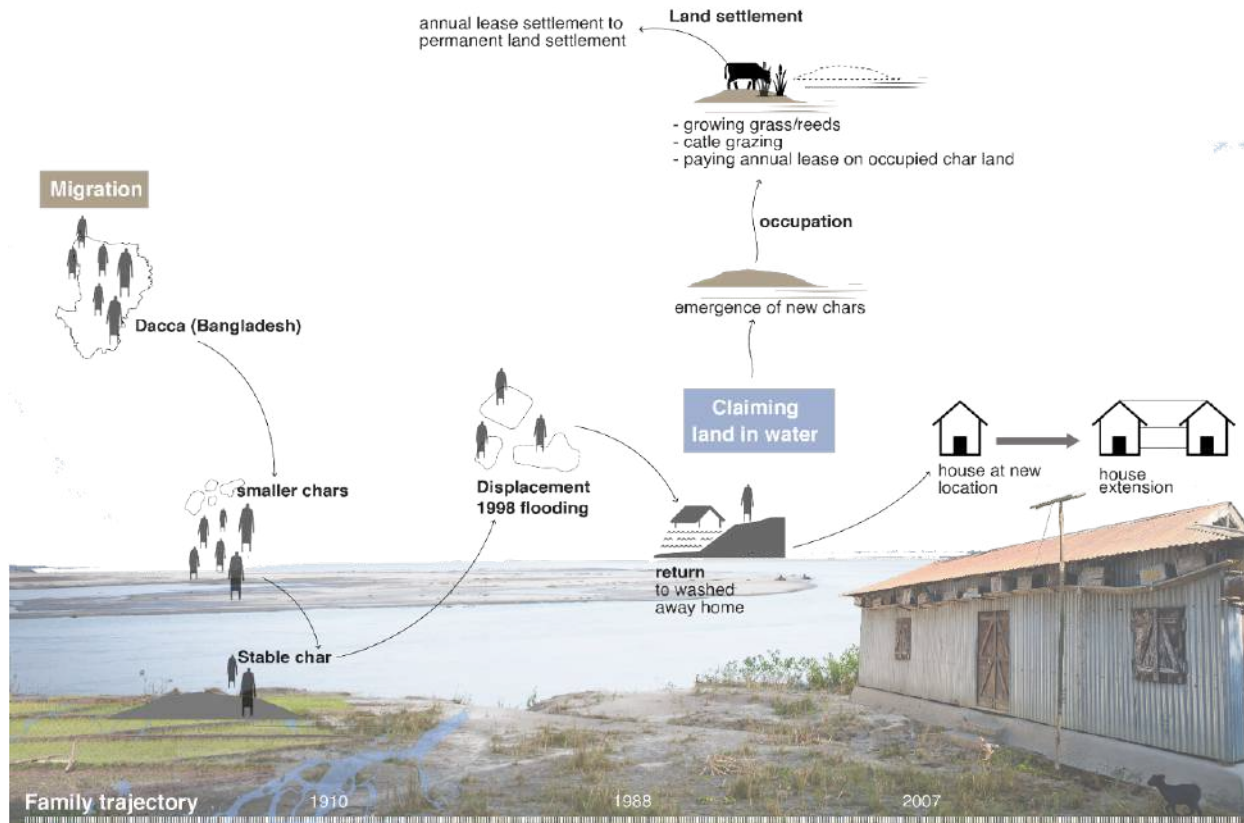 Land settlement
annual lease settlement to
permanent land settlement
- growing grass/reeds
- catle grazing
- paying annual lease on occupied char land
Migration
occupation
emergence of new chars
Dacca (Bangladesh)
Claiming
land in water
smaller chars
Displacement
1998 flooding
house at new
location
house
extension
return
to washed
away home
Stable char
Family trajectory
1910
1988
2007